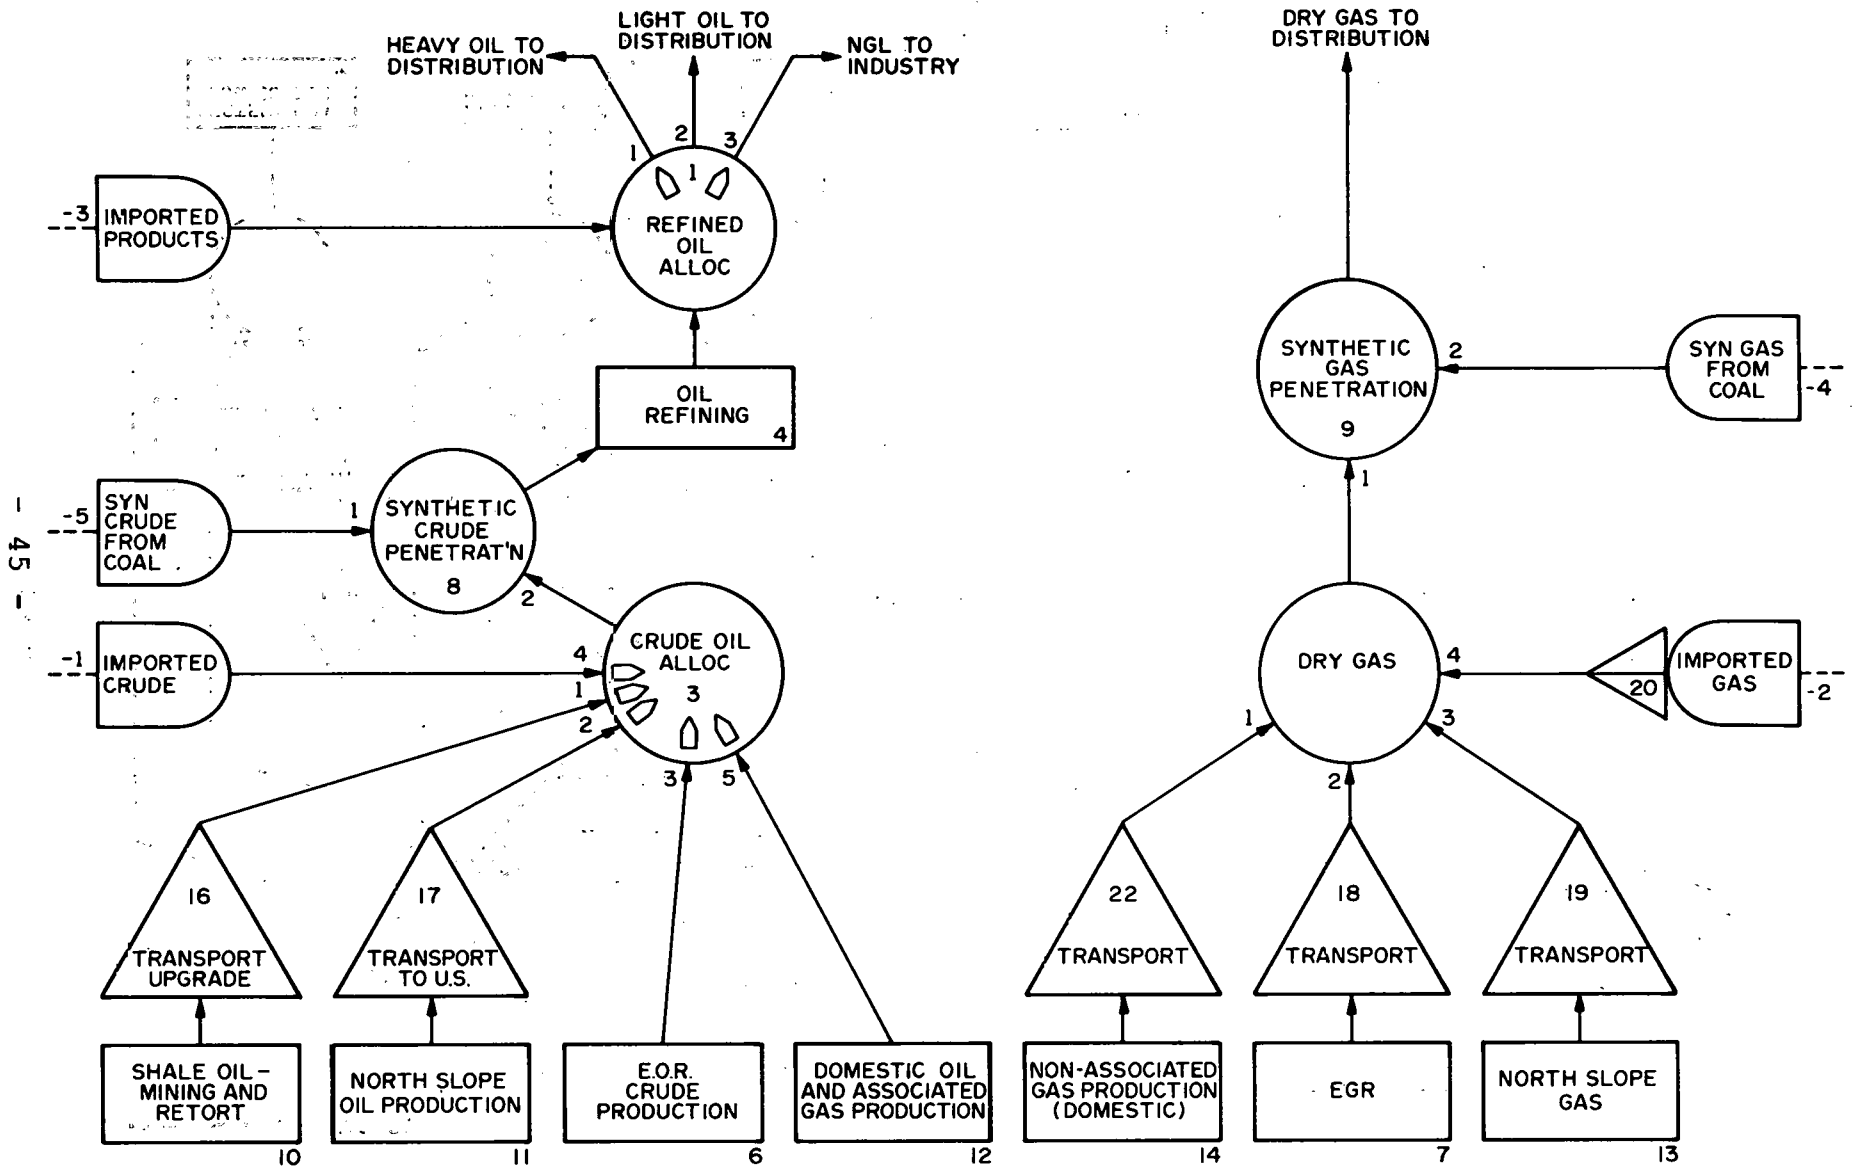 HEAVY OIL TO
DISTRIBUTION
LIGHT OIL TO
DISTRIBUTION
NGL TO
INDUSTRY
DRY GAS TO
DISTRIBUTION
1
2
3
1
REFINED
OIL
ALLOC
-3
IMPORTED
PRODUCTS
OIL
REFINING
4
SYNTHETIC
GAS
PENETRATION
9
2
1
SYN GAS
FROM
COAL
-4
-5
SYN
CRUDE
FROM
COAL
1
SYNTHETIC
CRUDE
PENETRAT'N
8
2
- 45 -
-1
IMPORTED
CRUDE
4
1
2
3
5
CRUDE OIL
ALLOC
3
DRY GAS
4
1
2
3
20
IMPORTED
GAS
-2
16
TRANSPORT
UPGRADE
17
TRANSPORT
TO U.S.
22
TRANSPORT
18
TRANSPORT
19
TRANSPORT
SHALE OIL-
MINING AND
RETORT
10
NORTH SLOPE
OIL PRODUCTION
11
E.O.R.
CRUDE
PRODUCTION
6
DOMESTIC OIL
AND ASSOCIATED
GAS PRODUCTION
12
NON-ASSOCIATED
GAS PRODUCTION
(DOMESTIC)
14
EGR
7
NORTH SLOPE
GAS
13